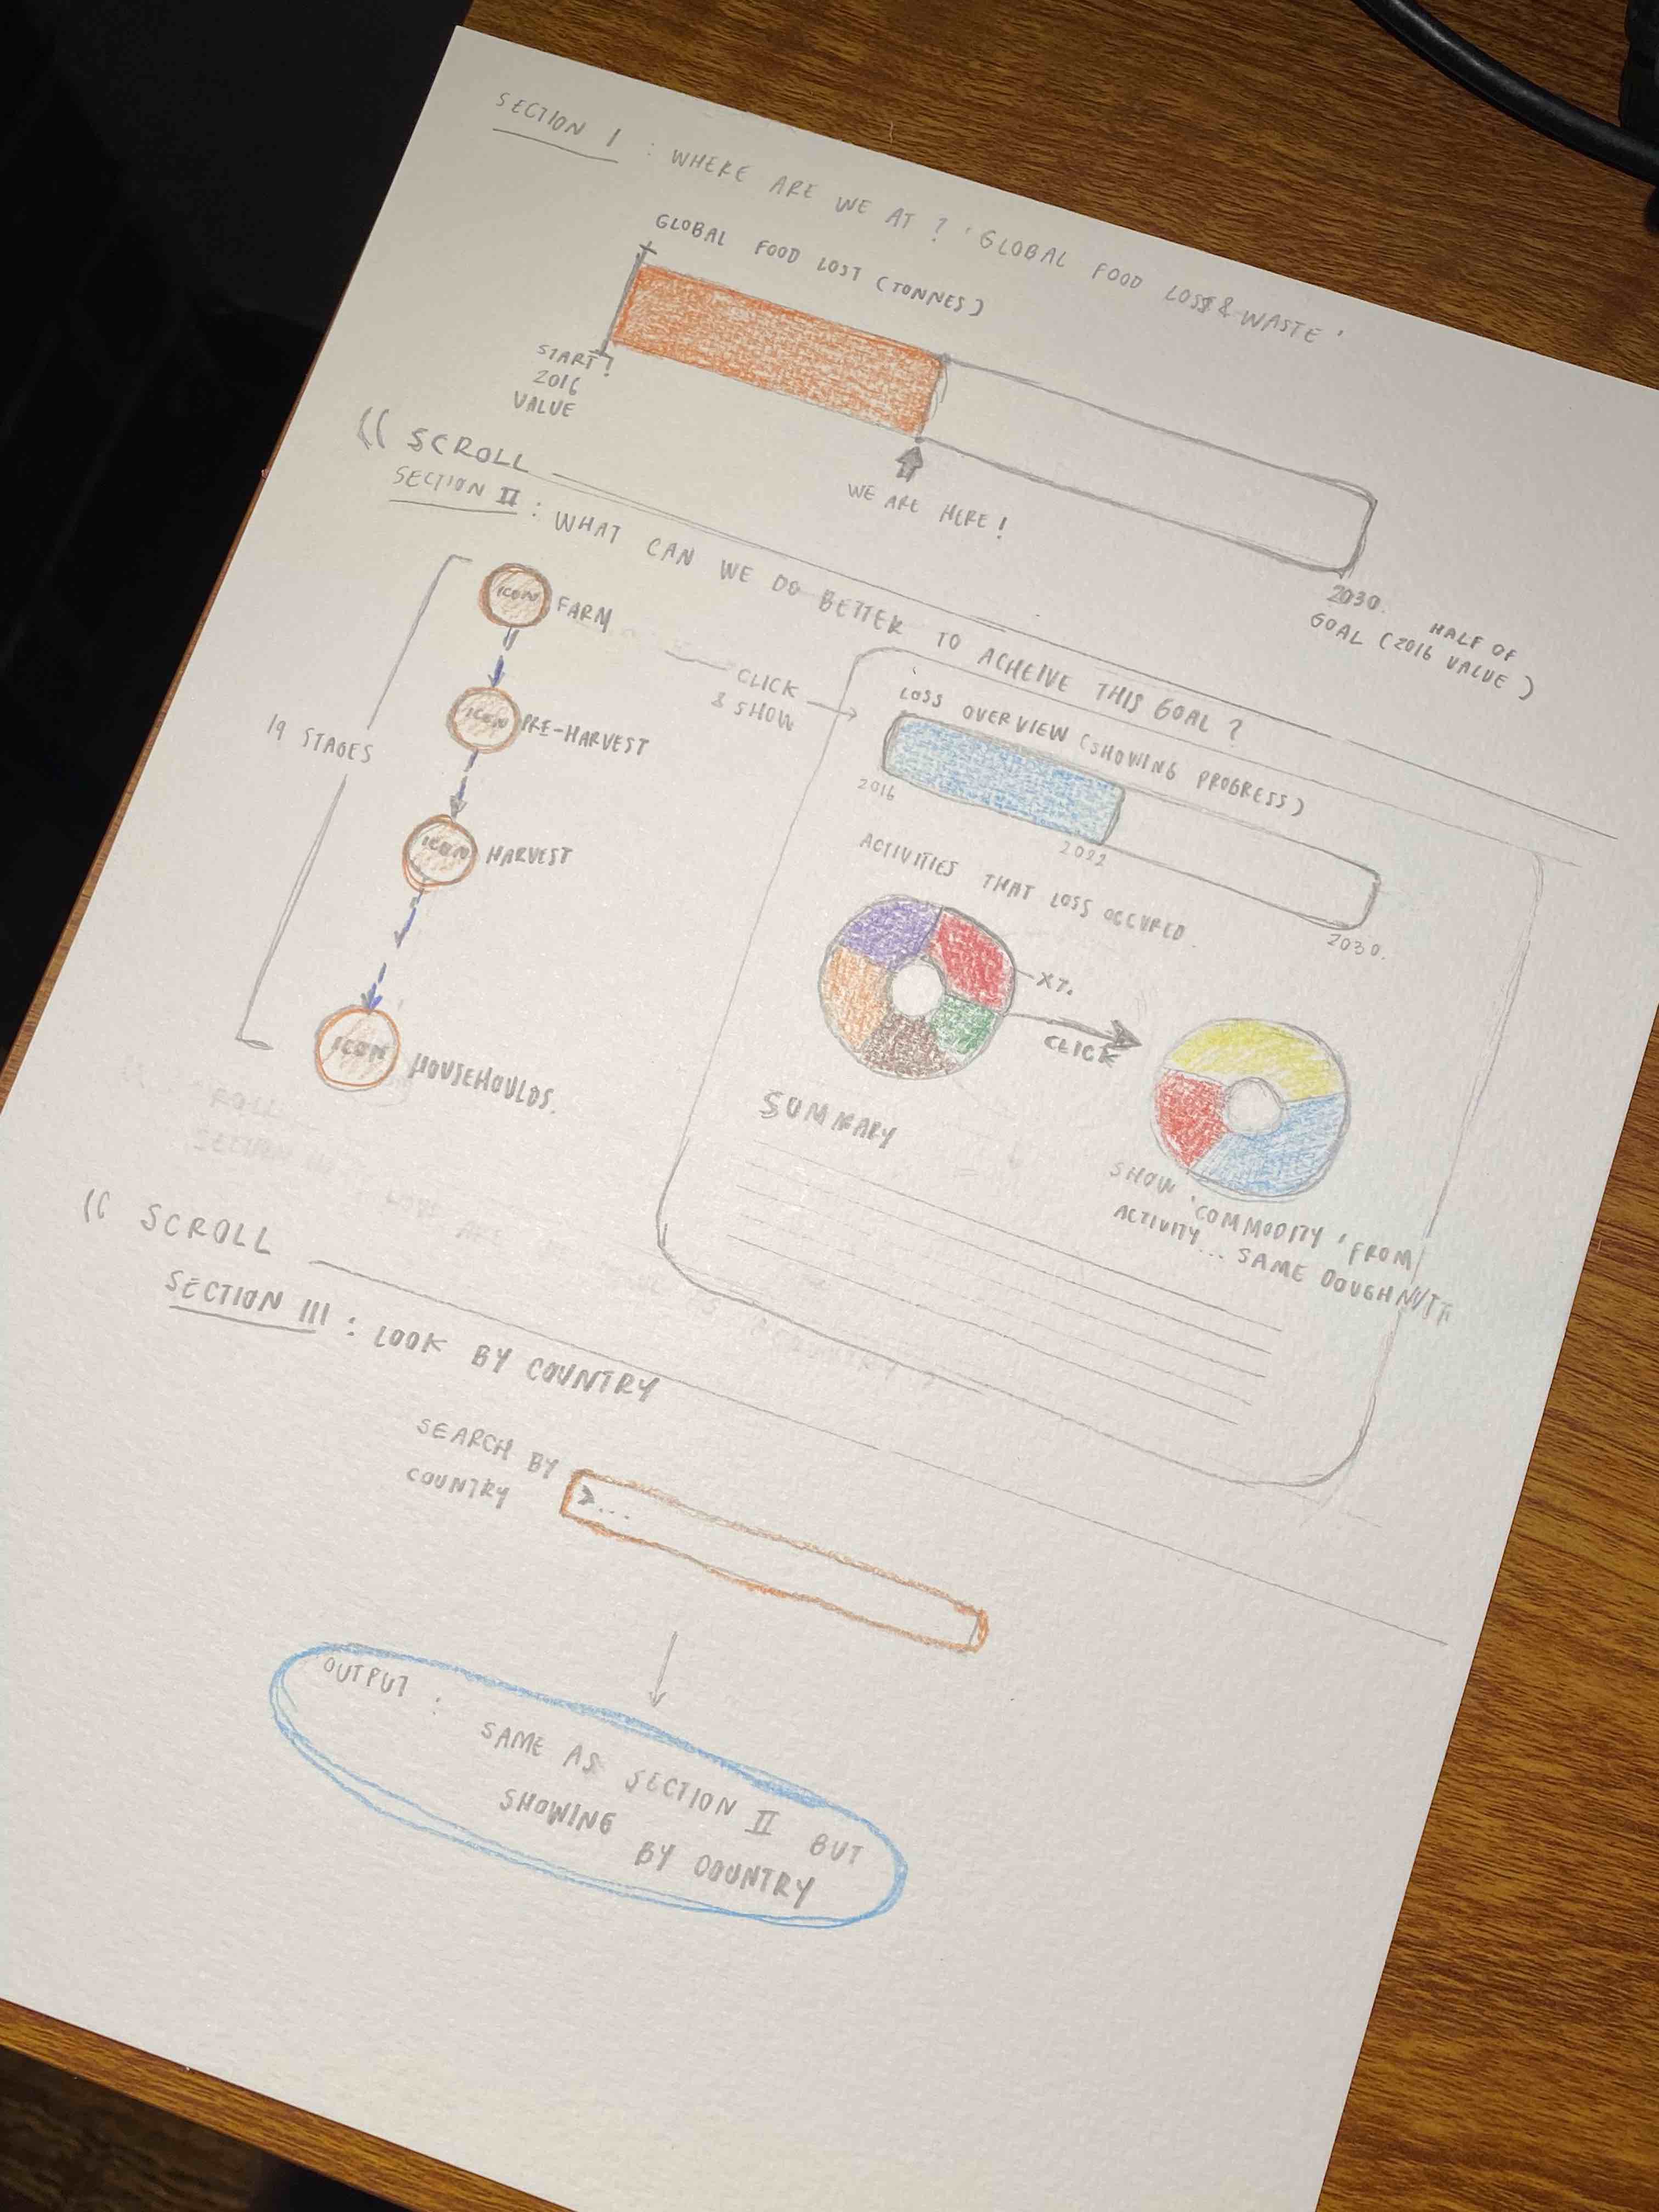 SECTION I : WHERE ARE WE AT ? 'GLOBAL FOOD LOSS & WASTE'
GLOBAL FOOD LOST (TONNES)
START!
2016
VALUE
WE ARE HERE !
2030.
GOAL (2016 VALUE)
HALF OF
(( SCROLL
SECTION II : WHAT CAN WE DO BETTER TO ACHEIVE THIS GOAL ?
19 STAGES
ICON FARM
ICON PRE-HARVEST
ICON HARVEST
ICON HOUSEHOULDS.
CLICK
& SHOW
LOSS OVERVIEW (SHOWING PROGRESS)
2016
2022
2030.
ACTIVITIES THAT LOSS OCCURED.
X%.
CLICK
SHOW 'COMMODITY' FROM
ACTIVITY... SAME DOUGHNUT
SUMMARY
(( SCROLL
SECTION III : LOOK BY COUNTRY
SEARCH BY
COUNTRY
>...
OUTPUT :
SAME AS SECTION II BUT
SHOWING
BY COUNTRY